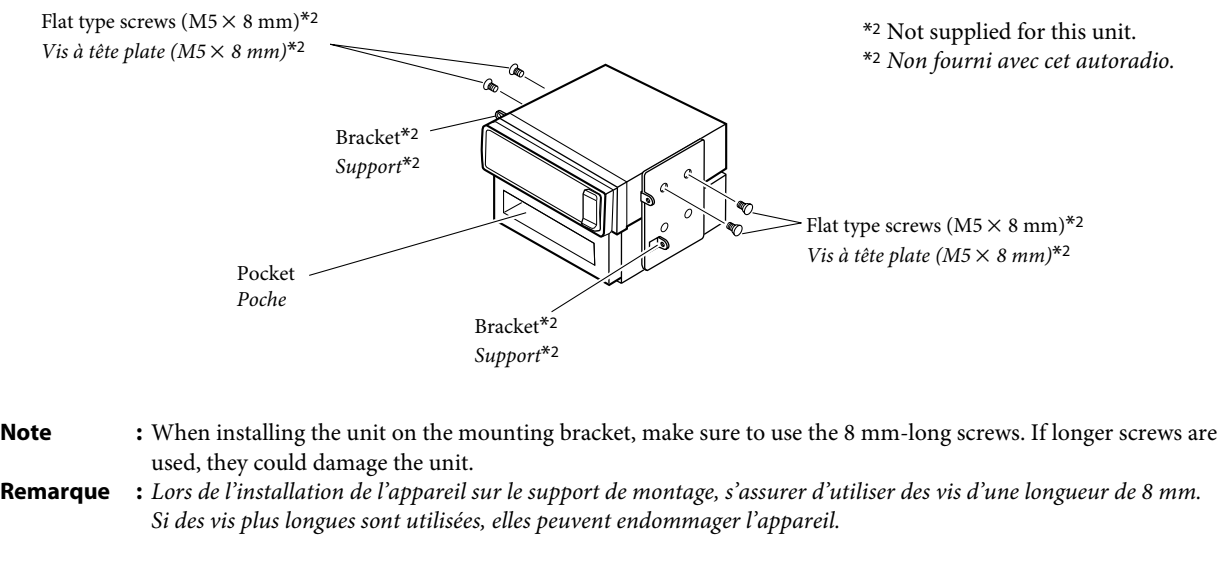 Flat type screws (M5 × 8 mm)*2
Vis à tête plate (M5 × 8 mm)*2
*2 Not supplied for this unit.
*2 Non fourni avec cet autoradio.
Bracket*2
Support*2
Flat type screws (M5 × 8 mm)*2
Vis à tête plate (M5 × 8 mm)*2
Pocket
Poche
Bracket*2
Support*2
Note : When installing the unit on the mounting bracket, make sure to use the 8 mm-long screws. If longer screws are
used, they could damage the unit.
Remarque : Lors de l'installation de l'appareil sur le support de montage, s'assurer d'utiliser des vis d'une longueur de 8 mm.
Si des vis plus longues sont utilisées, elles peuvent endommager l'appareil.